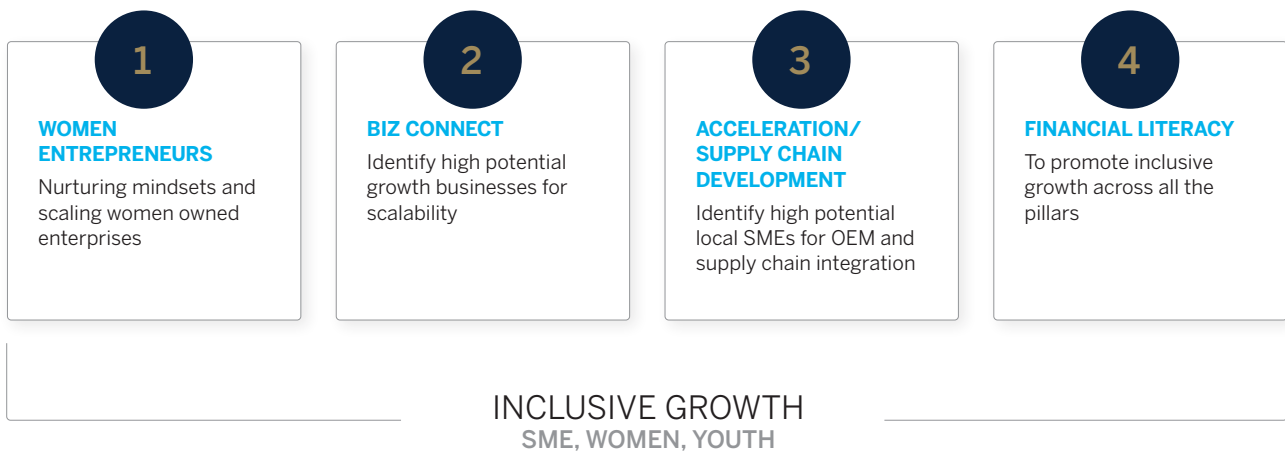 1
WOMEN
ENTREPRENEURS
Nurturing mindsets and
scaling women owned
enterprises
2
BIZ CONNECT
Identify high potential
growth businesses for
scalability
3
ACCELERATION/
SUPPLY CHAIN
DEVELOPMENT
Identify high potential
local SMEs for OEM and
supply chain integration
4
FINANCIAL LITERACY
To promote inclusive
growth across all the
pillars
INCLUSIVE GROWTH
SME, WOMEN, YOUTH